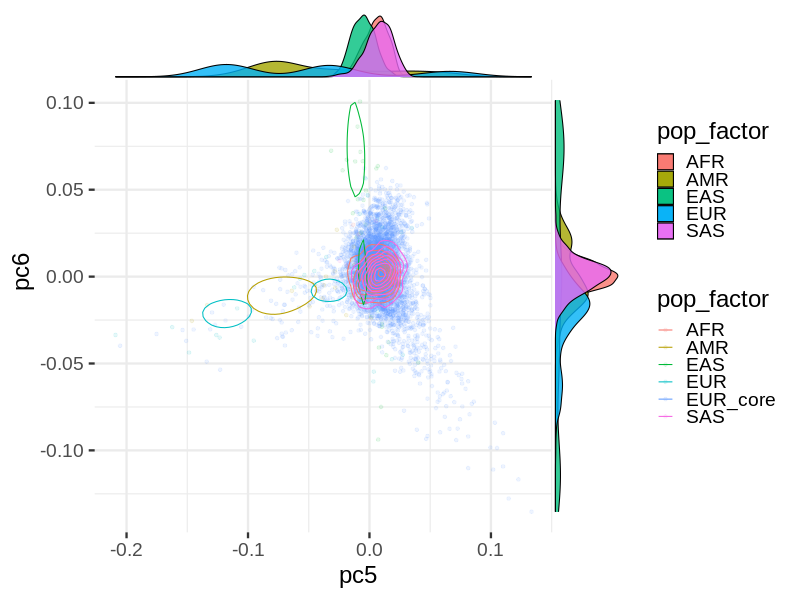 0.10
0.05
0.00
-0.05
-0.10
pc6
-0.2
-0.1
0.0
0.1
pc5
pop_factor
AFR
AMR
EAS
EUR
SAS
pop_factor
AFR
AMR
EAS
EUR
EUR_core
SAS